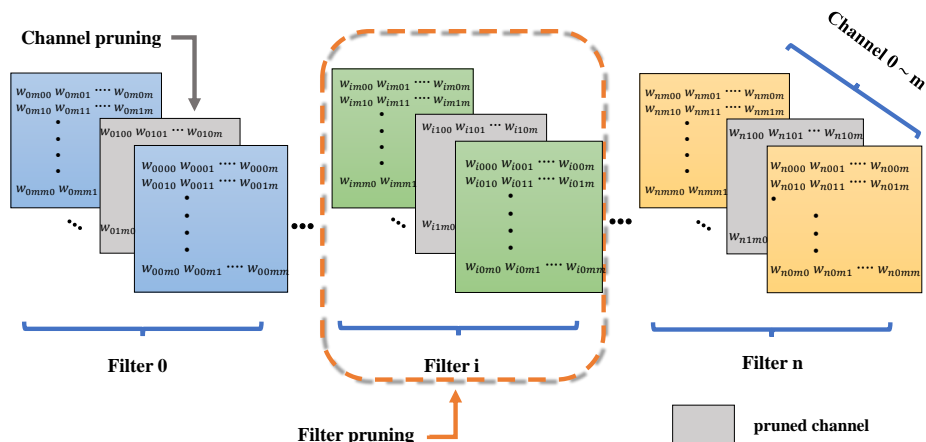 Channel pruning
Channel 0 ~ m
w0m00 w0m01 ···· w0m0m
w0m10 w0m11 ···· w0m1m
w0mm0 w0mm1
w0100 w0101 ··· w010m
w01m0
w0000 w0001 ···· w000m
w0010 w0011 ···· w001m
w00m0 w00m1 ···· w00mm
wim00 wim01 ···· wim0m
wim10 wim11 ···· wim1m
wimm0 wimm1
wi100 wi101 ··· wi10m
wi1m0
wi000 wi001 ···· wi00m
wi010 wi011 ···· wi01m
wi0m0 wi0m1 ···· wi0mm
wnm00 wnm01 ···· wnm0m
wnm10 wnm11 ···· wnm1m
wnmm0 wnmm1
wn100 wn101 ··· wn10m
wn1m0
wn000 wn001 ···· wn00m
wn010 wn011 ···· wn01m
wn0m0 wn0m1 ···· wn0mm
Filter 0
Filter i
Filter n
Filter pruning
pruned channel